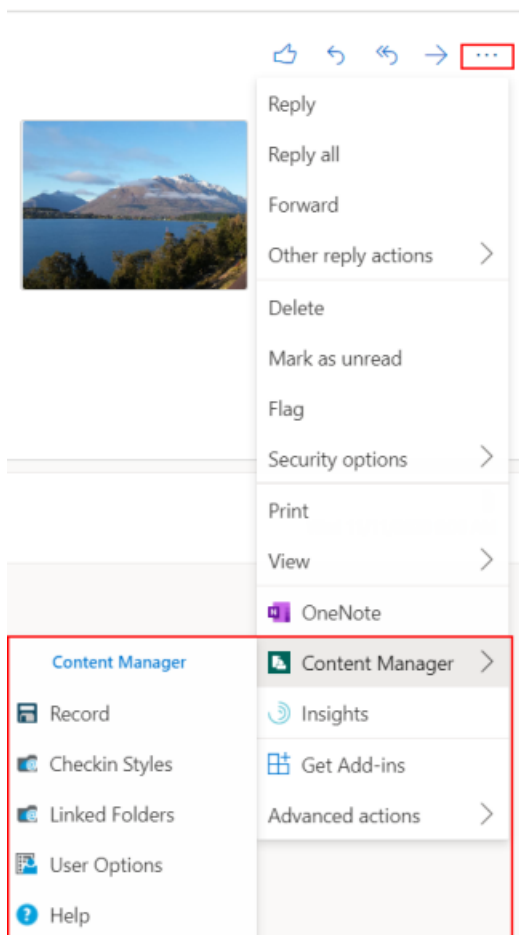 Reply
Reply all
Forward
Other reply actions
Delete
Mark as unread
Flag
Security options
Print
View
OneNote
Content Manager
Insights
Get Add-ins
Advanced actions
Content Manager
Record
Checkin Styles
Linked Folders
User Options
Help